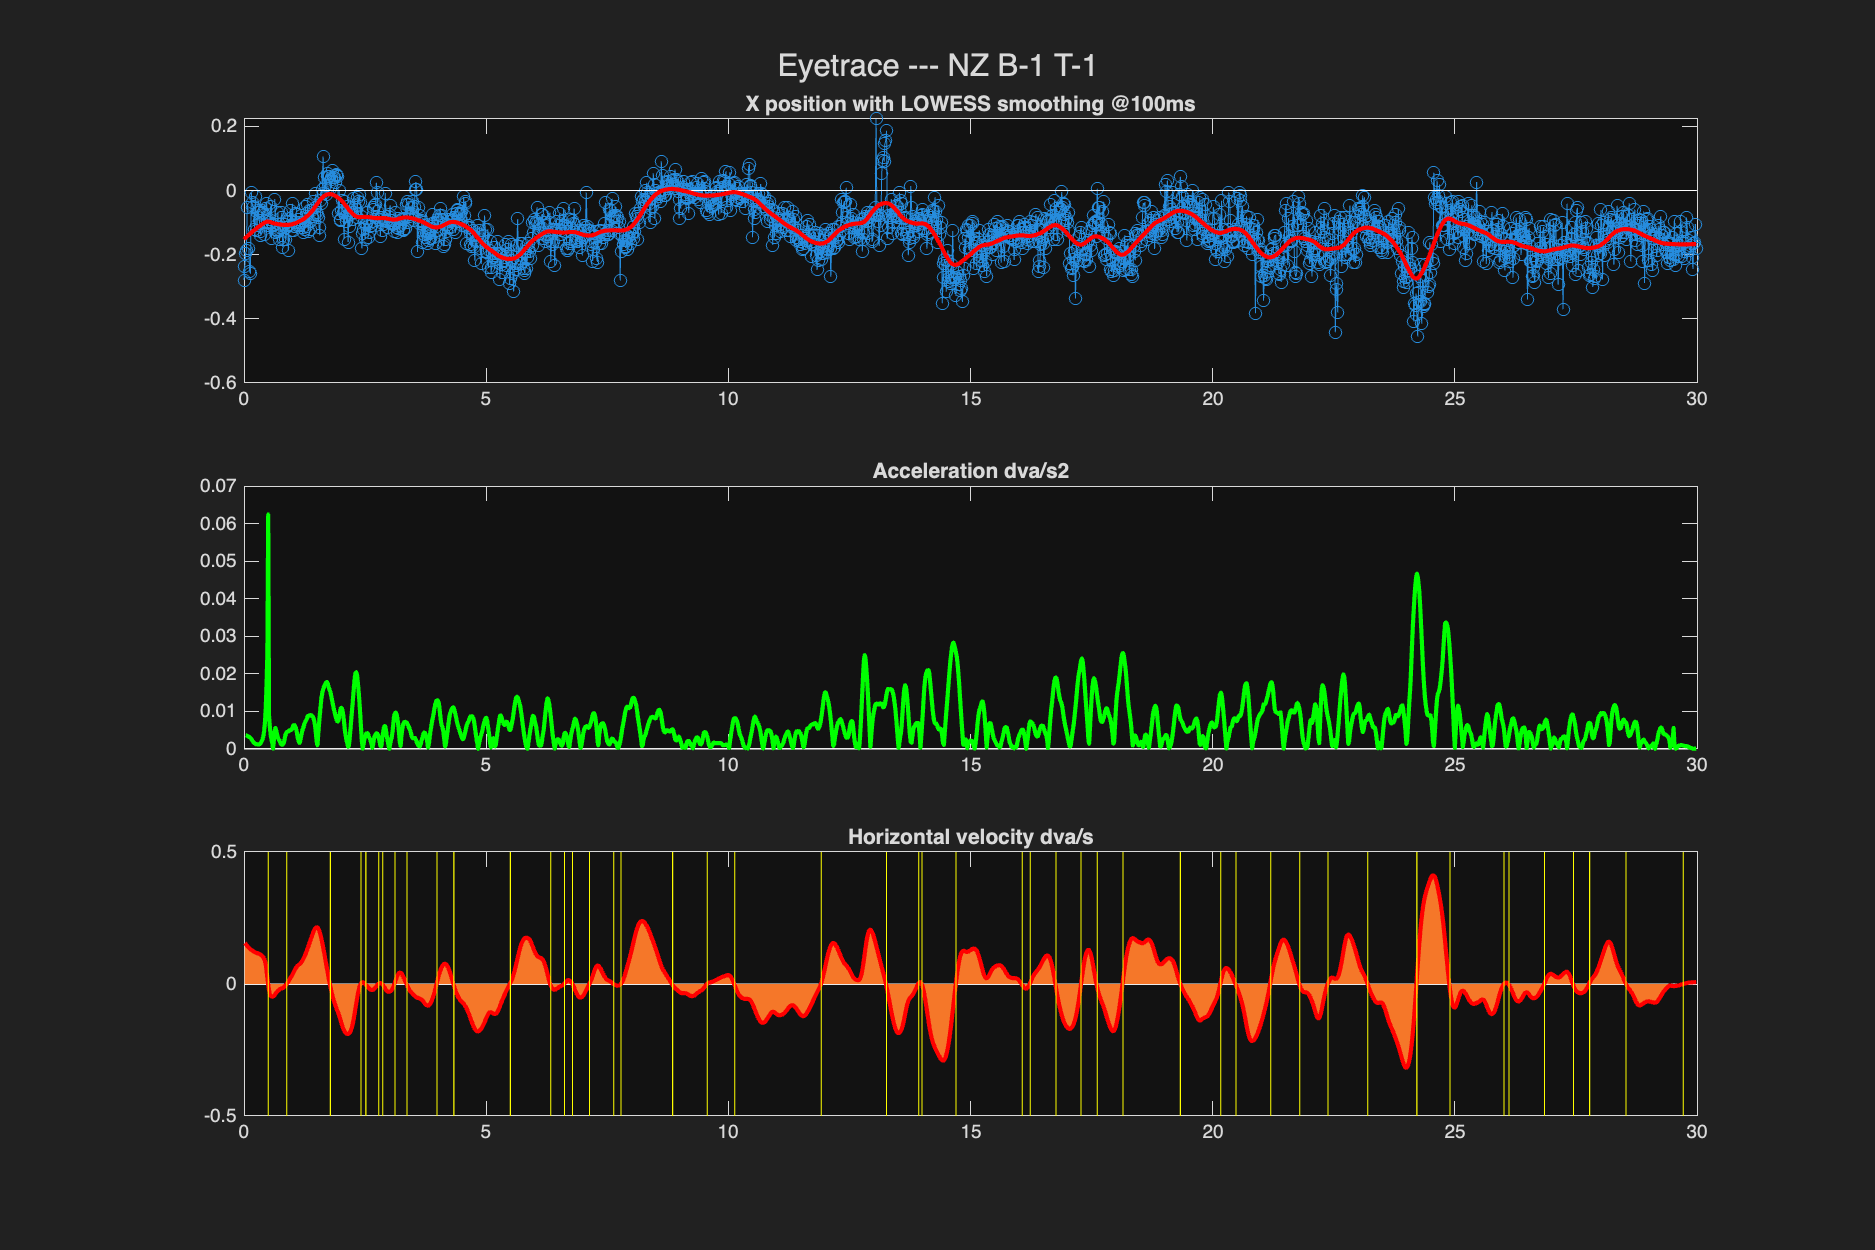 Eyetrace --- NZ B-1 T-1
X position with LOWESS smoothing @100ms
0.2
0
-0.2
-0.4
-0.6
0 5 10 15 20 25 30
Acceleration dva/s2
0.07
0.06
0.05
0.04
0.03
0.02
0.01
0
0 5 10 15 20 25 30
Horizontal velocity dva/s
0.5
0
-0.5
0 5 10 15 20 25 30